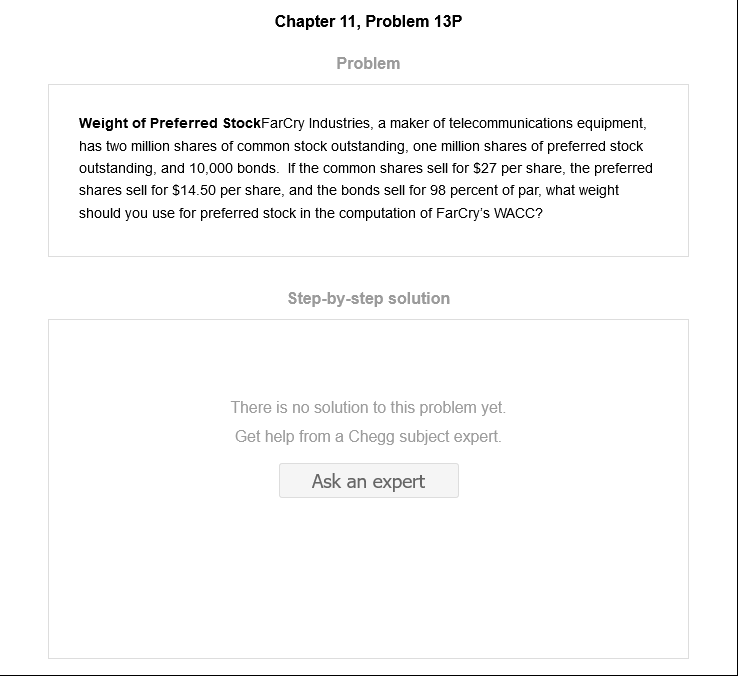 Chapter 11, Problem 13P
Problem
Weight of Preferred StockFarCry Industries, a maker of telecommunications equipment,
has two million shares of common stock outstanding, one million shares of preferred stock
outstanding, and 10,000 bonds.  If the common shares sell for $27 per share, the preferred
shares sell for $14.50 per share, and the bonds sell for 98 percent of par, what weight
should you use for preferred stock in the computation of FarCry's WACC?
Step-by-step solution
There is no solution to this problem yet.
Get help from a Chegg subject expert.
Ask an expert